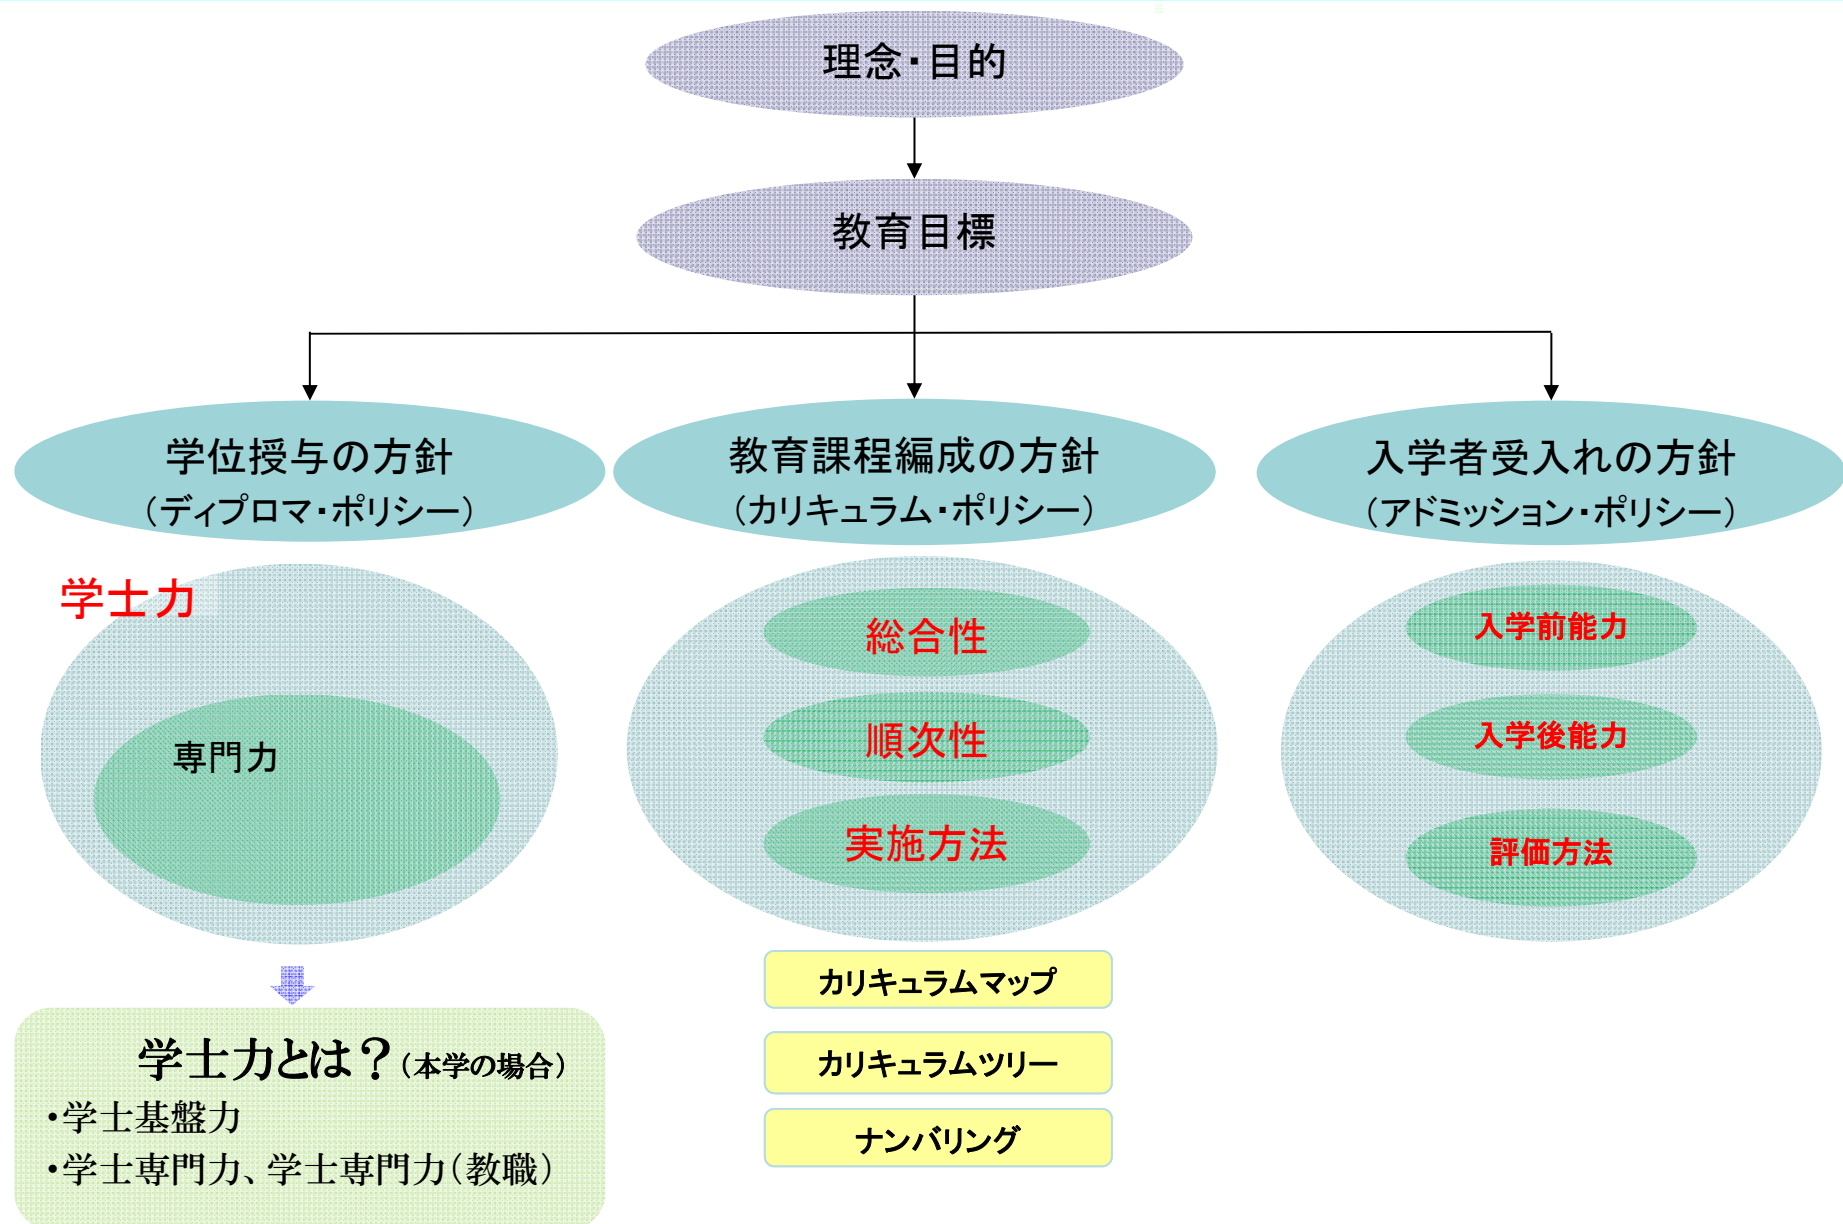 理念・目的
教育目標
学位授与の方針
（ディプロマ・ポリシー）
教育課程編成の方針
（カリキュラム・ポリシー）
入学者受入れの方針
（アドミッション・ポリシー）
学士力
専門力
総合性
順次性
実施方法
入学前能力
入学後能力
評価方法
カリキュラムマップ
カリキュラムツリー
ナンバリング
学士力とは？（本学の場合）
・学士基盤力
・学士専門力、学士専門力（教職）